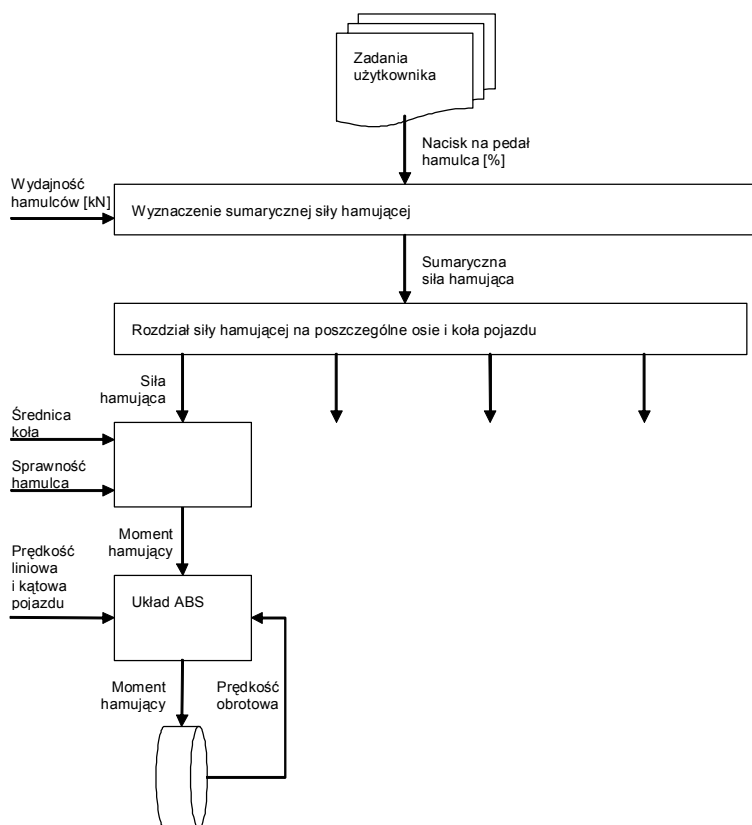 Zadania
użytkownika
Nacisk na pedał
hamulca [%]
Wydajność
hamulców [kN]
Wyznaczenie sumarycznej siły hamującej
Sumaryczna
siła hamująca
Rozdział siły hamującej na poszczególne osie i koła pojazdu
Siła
hamująca
Średnica
koła
Sprawność
hamulca
Moment
hamujący
Prędkość
liniowa
i kątowa
pojazdu
Układ ABS
Moment
hamujący
Prędkość
obrotowa